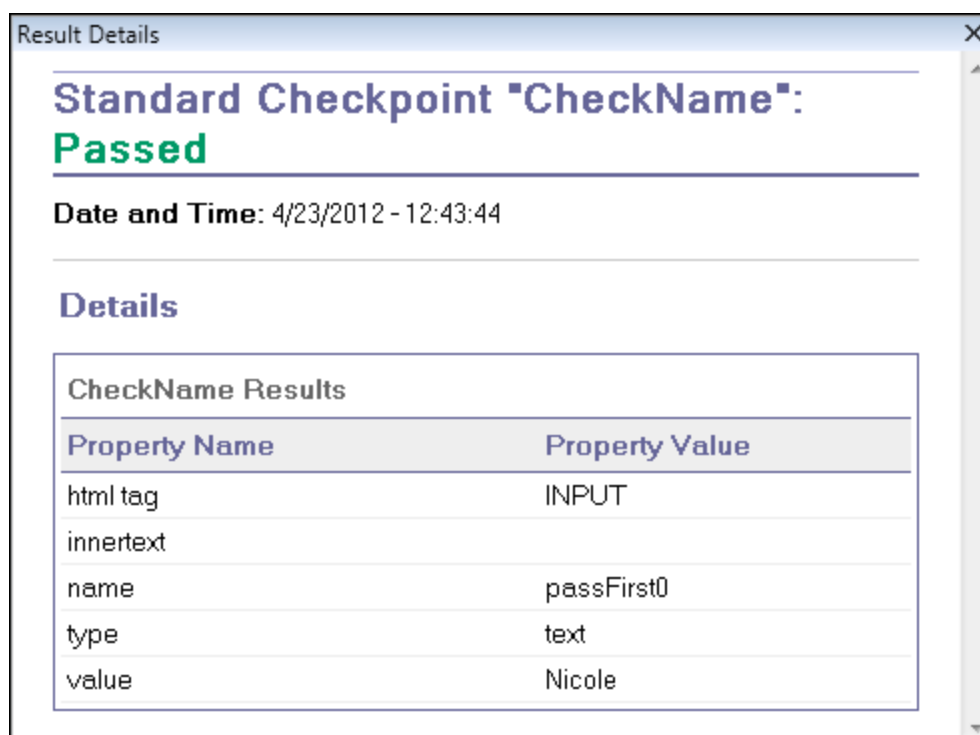 Result Details
Standard Checkpoint "CheckName":
Passed
Date and Time: 4/23/2012 - 12:43:44
Details
CheckName Results
Property Name Property Value
html tag INPUT
innertext
name passFirst0
type text
value Nicole